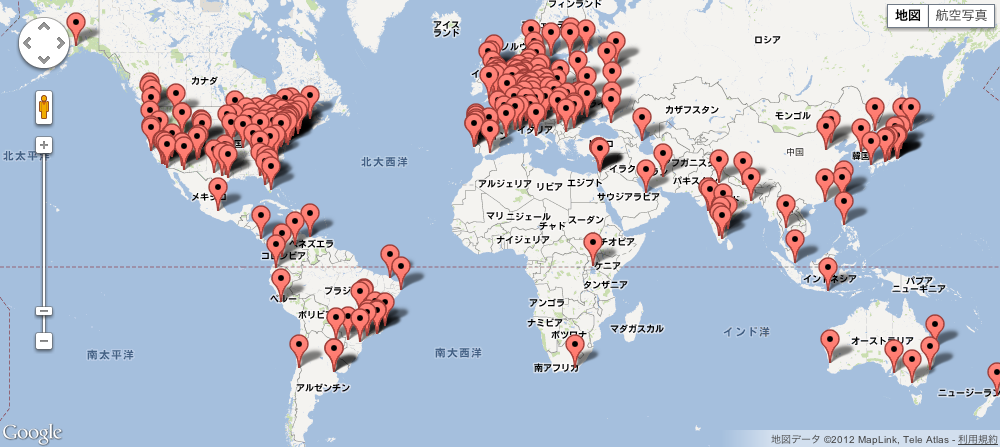 フィンランド
地図
航空写真
アイス
ランド
ロシア
ノルウ
カナダ
カザフスタン
モンゴル
北太平
北大西洋
イタリア
中国
韓国
イラク
フガニス
パキス
アルジェリア
リビア
エジプト
サウジアラビア
メキシコ
マリ
ニジェール
チャド
スーダン
ナイジェリア
チオピア
ベネズエラ
コロンビア
ケニア
インドネシア
パプア
ニューギニア
タンザニア
ペルー
ブラジ
ボリビ
アンゴラ
ナミビア
ボツワナ
マダガスカル
インド洋
オーストラリア
南太平洋
南大西洋
南アフリカ
アルゼンチン
ニュージーラン
Google
地図データ ©2012 MapLink, Tele Atlas - 利用規約